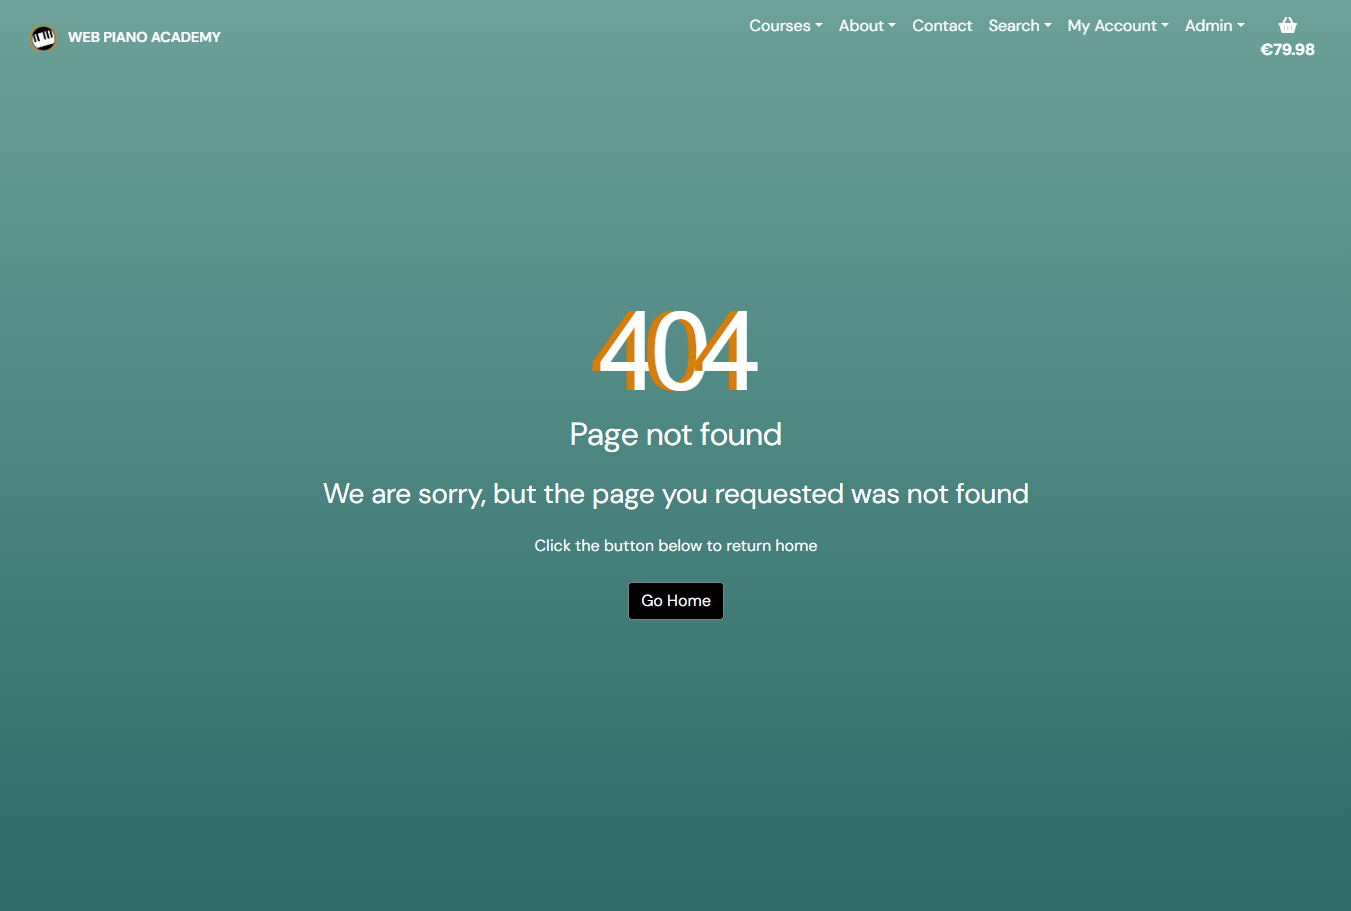 WEB PIANO ACADEMY
Courses About Contact Search My Account Admin
€79.98
404
Page not found
We are sorry, but the page you requested was not found
Click the button below to return home
Go Home